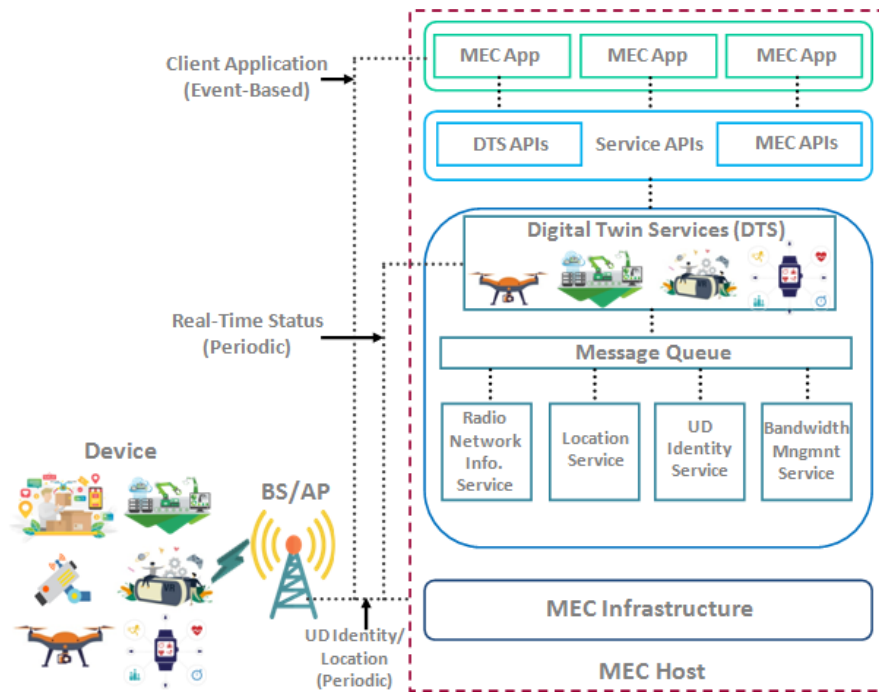 Client Application
(Event-Based)
MEC App
MEC App
MEC App
DTS APIs
Service APIs
MEC APIs
Digital Twin Services (DTS)
Real-Time Status
(Periodic)
Message Queue
Radio
Network
Info.
Service
Location
Service
UD
Identity
Service
Bandwidth
Mngmnt
Service
Device
BS/AP
UD Identity/
Location
(Periodic)
MEC Infrastructure
MEC Host